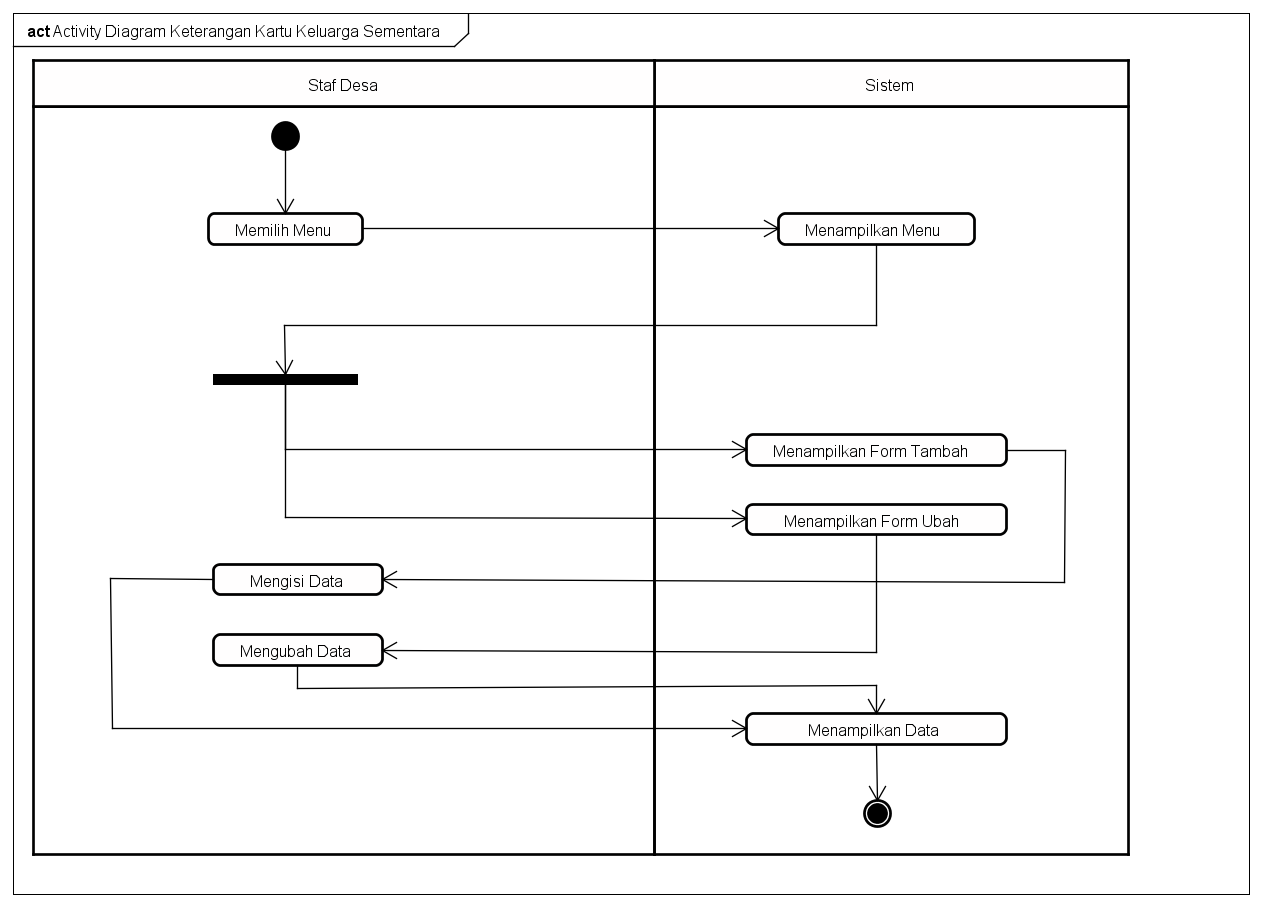 act Activity Diagram Keterangan Kartu Keluarga Sementara
Staf Desa
Sistem
Memilih Menu
Menampilkan Menu
Menampilkan Form Tambah
Menampilkan Form Ubah
Mengisi Data
Mengubah Data
Menampilkan Data